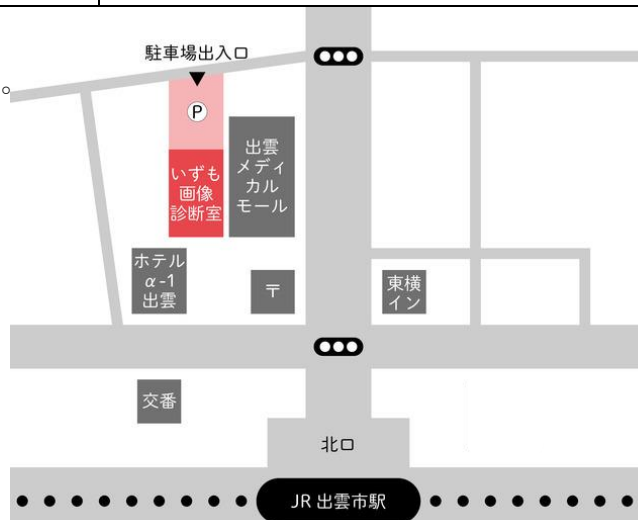 駐車場出入口
。
P
いずも
画像
診断室
出雲
メディ
カル
モール
ホテル
α-1
出雲
〒
東横
イン
交番
北口
JR 出雲市駅